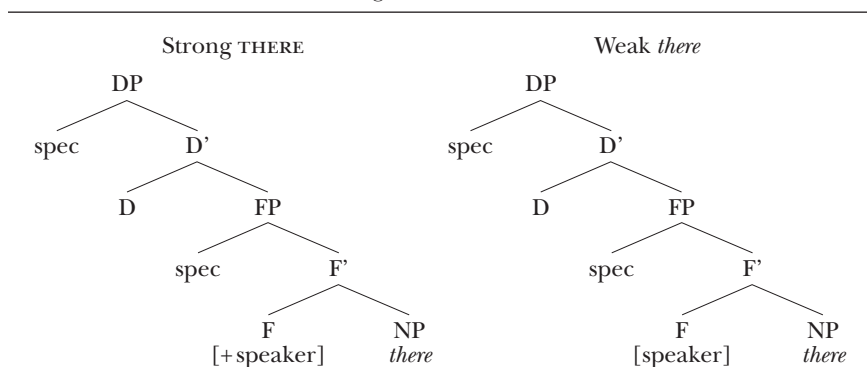 Strong THERE Weak there
DP DP
spec D’ spec D’
D FP D FP
spec F’ spec F’
F NP F NP
[+speaker] there [speaker] there